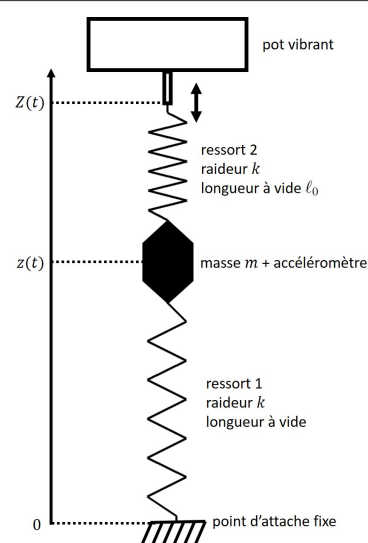 pot vibrant
Z(t)
ressort 2
raideur k
longueur à vide ℓ₀
z(t)
masse m + accéléromètre
ressort 1
raideur k
longueur à vide
0
point d'attache fixe